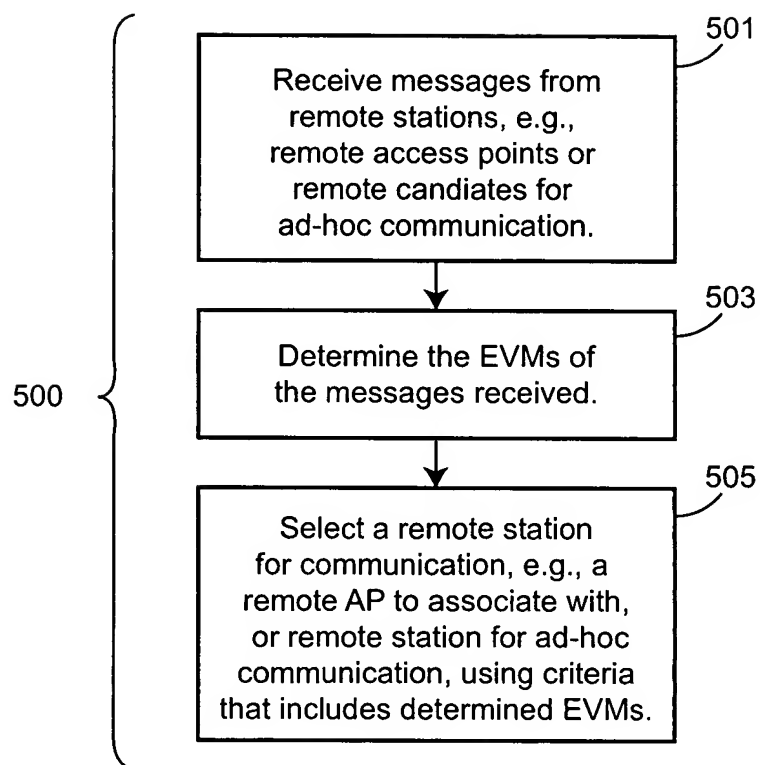 501
Receive messages from
remote stations, e.g.,
remote access points or
remote candiates for
ad-hoc communication.
503
Determine the EVMs of
the messages received.
500
505
Select a remote station
for communication, e.g., a
remote AP to associate with,
or remote station for ad-hoc
communication, using criteria
that includes determined EVMs.